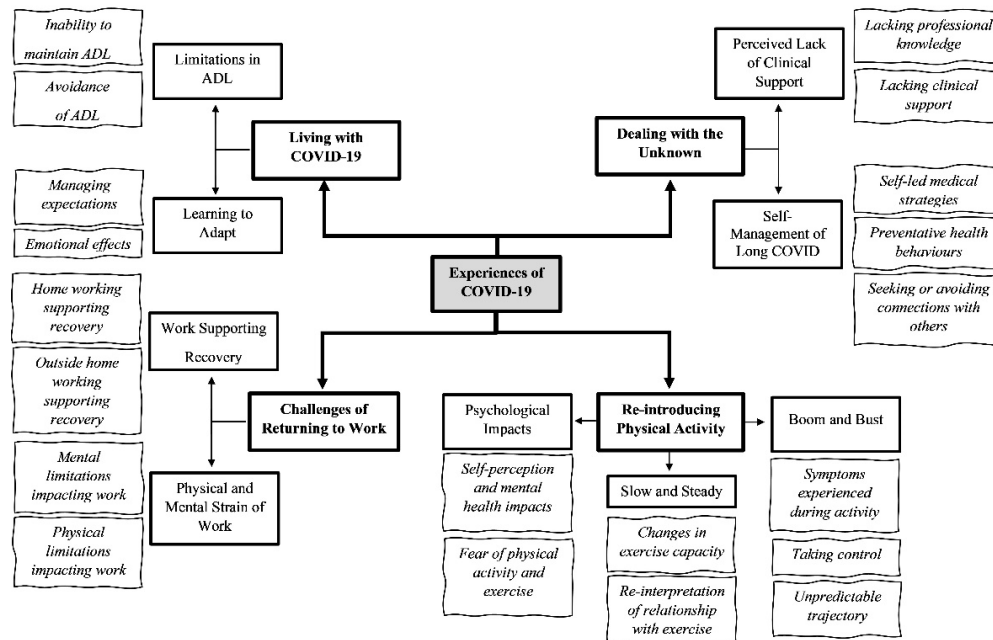 Inability to
maintain ADL
Avoidance
of ADL
Limitations in
ADL
Living with
COVID-19
Managing
expectations
Emotional effects
Learning to
Adapt
Perceived Lack
of Clinical
Support
Lacking professional
knowledge
Lacking clinical
support
Dealing with the
Unknown
Self-led medical
strategies
Self-
Management of
Long COVID
Preventative health
behaviours
Seeking or avoiding
connections with
others
Experiences of
COVID-19
Home working
supporting
recovery
Work Supporting
Recovery
Outside home
working
supporting
recovery
Challenges of
Returning to Work
Mental
limitations
impacting work
Physical and
Mental Strain of
Work
Physical
limitations
impacting work
Psychological
Impacts
Re-introducing
Physical Activity
Boom and Bust
Self-perception
and mental
health impacts
Fear of physical
activity and
exercise
Slow and Steady
Changes in
exercise capacity
Re-interpretation
of relationship
with exercise
Symptoms
experienced
during activity
Taking control
Unpredictable
trajectory